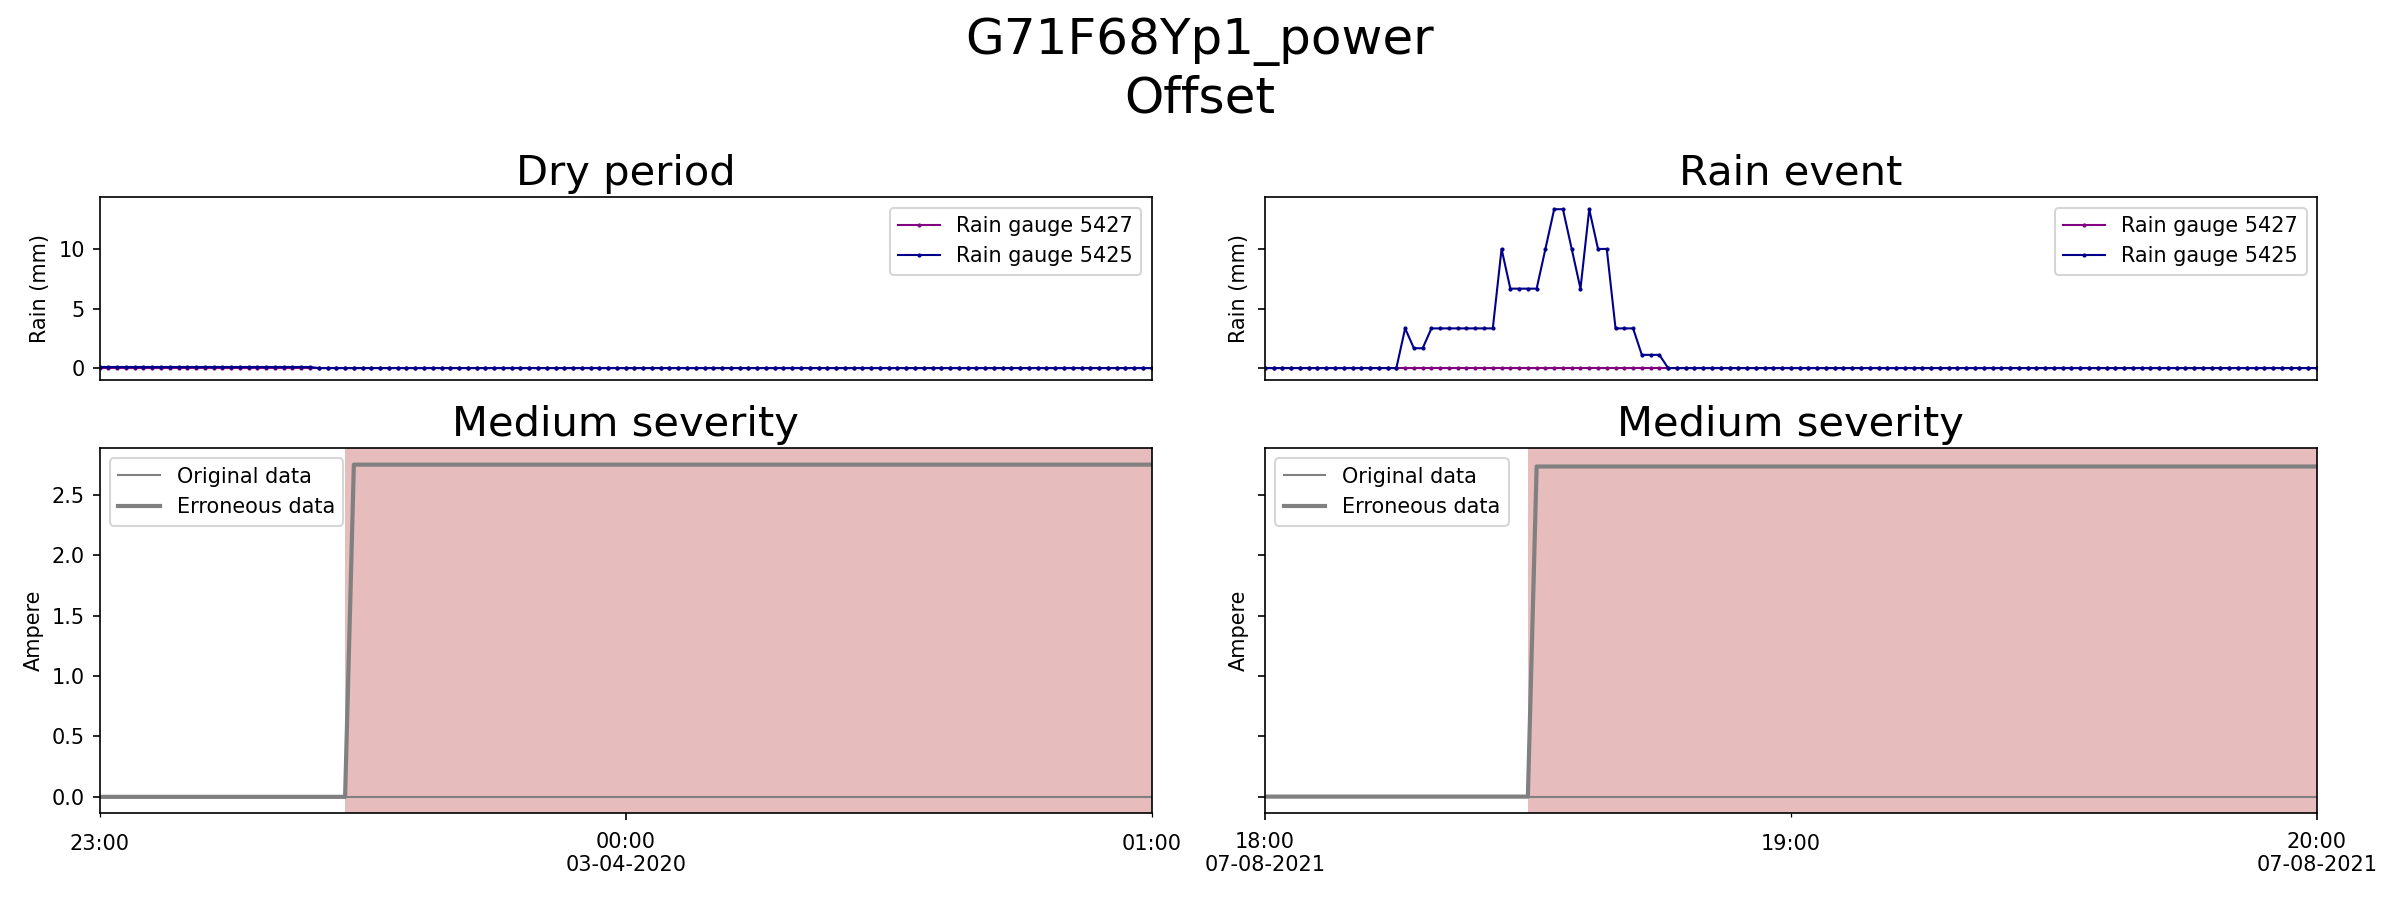 G71F68Yp1_power
Offset
Dry period
Rain event
Rain (mm)
10
5
0
Rain gauge 5427
Rain gauge 5425
Rain (mm)
Rain gauge 5427
Rain gauge 5425
Medium severity
Medium severity
Ampere
2.5
2.0
1.5
1.0
0.5
0.0
Original data
Erroneous data
Ampere
Original data
Erroneous data
23:00
00:00
03-04-2020
01:00
18:00
07-08-2021
19:00
20:00
07-08-2021